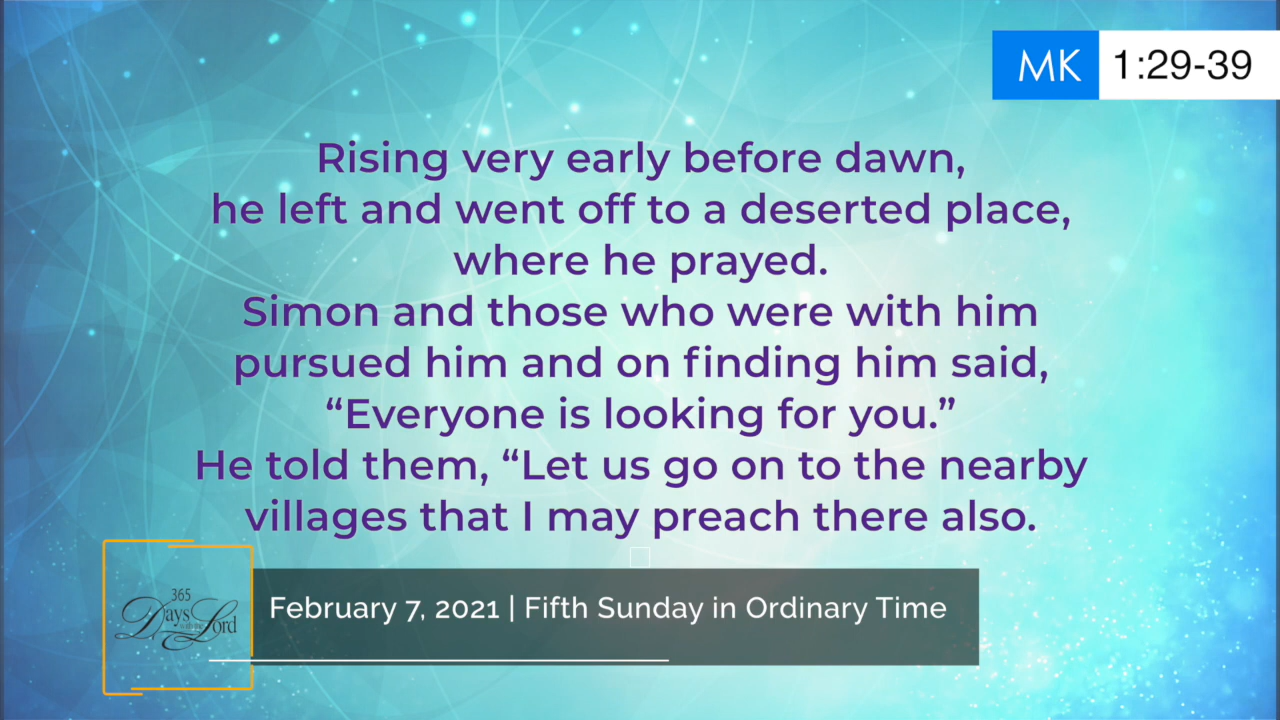 MK 1:29-39
Rising very early before dawn,
he left and went off to a deserted place,
where he prayed.
Simon and those who were with him
pursued him and on finding him said,
“Everyone is looking for you.”
He told them, “Let us go on to the nearby
villages that I may preach there also.
365
Days
Lord
February 7, 2021 | Fifth Sunday in Ordinary Time